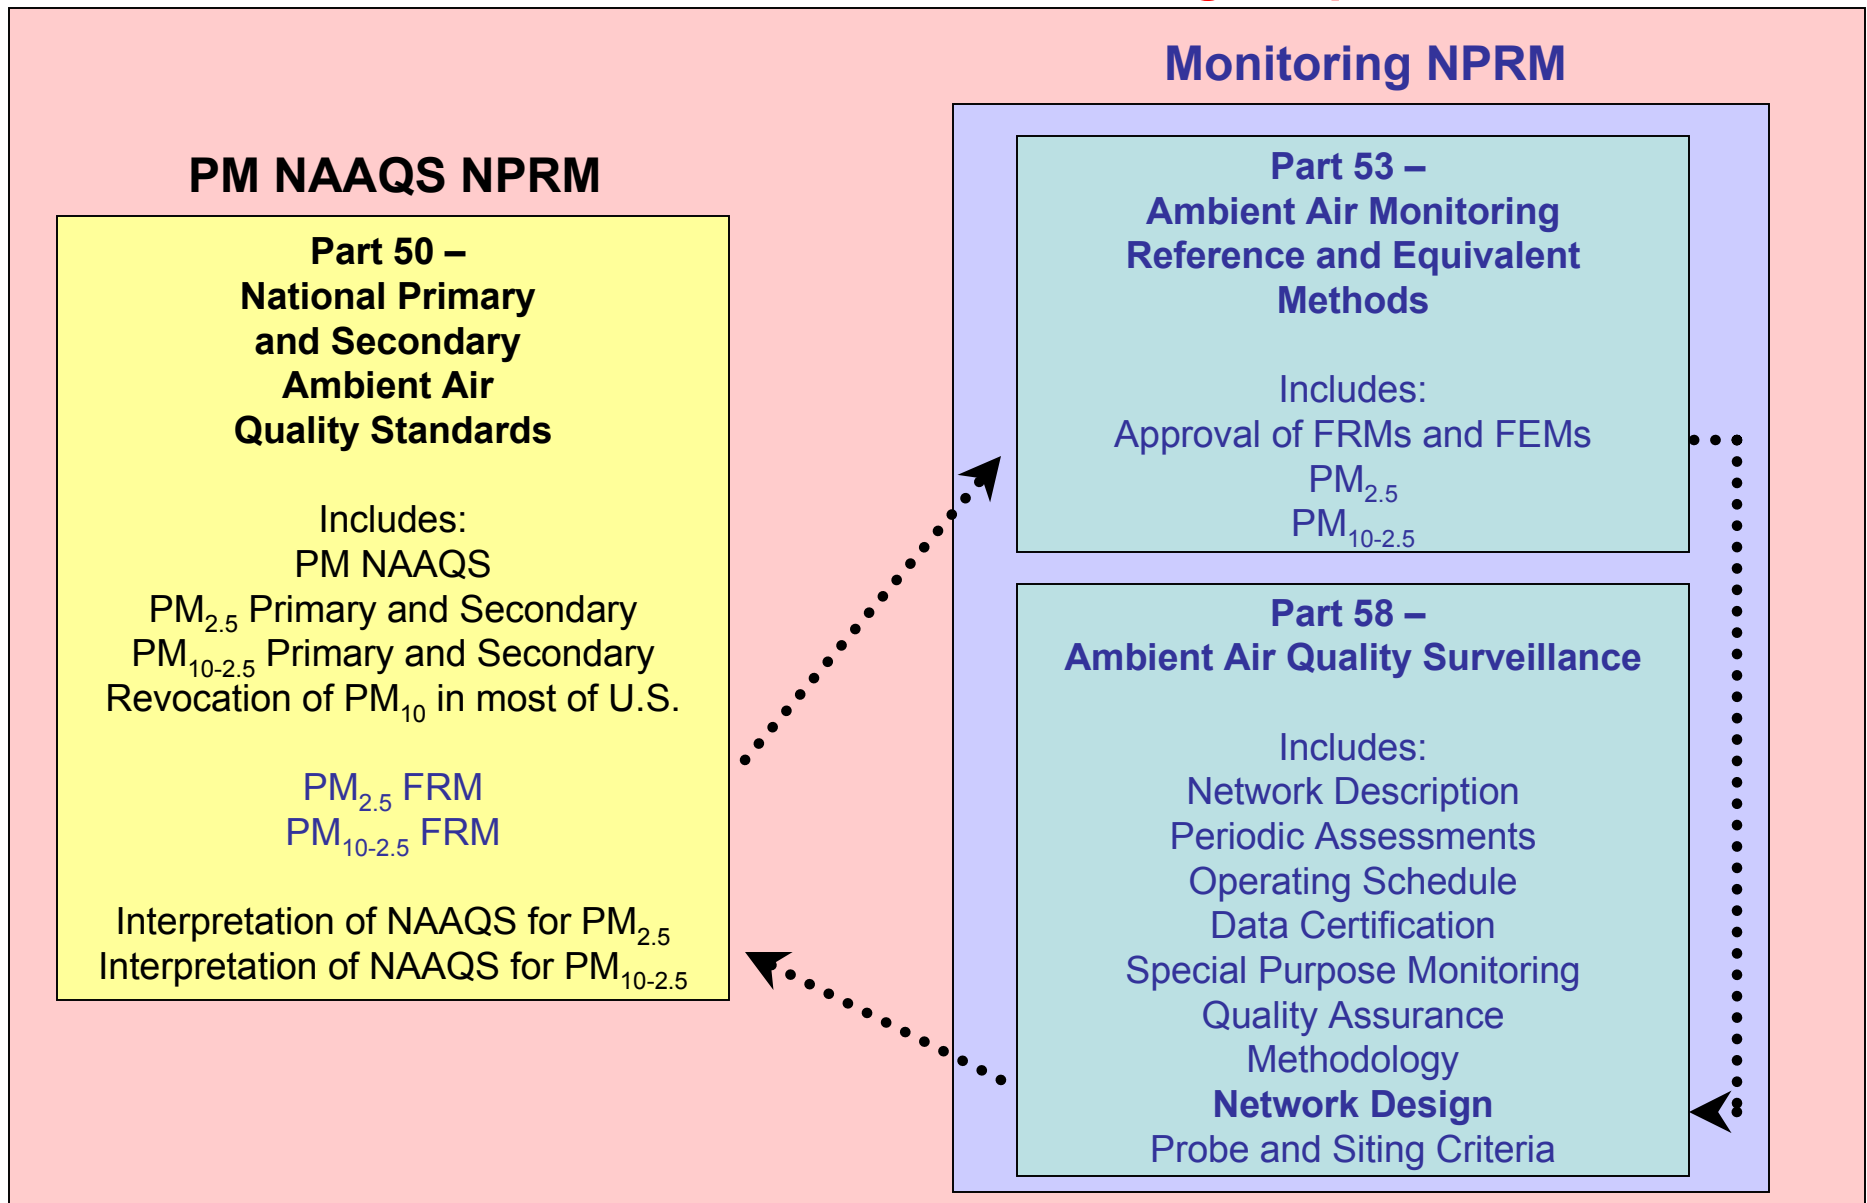 Monitoring NPRM
PM NAAQS NPRM
Part 50 –
National Primary
and Secondary
Ambient Air
Quality Standards
Includes:
PM NAAQS
PM2.5 Primary and Secondary
PM10-2.5 Primary and Secondary
Revocation of PM10 in most of U.S.
PM2.5 FRM
PM10-2.5 FRM
Interpretation of NAAQS for PM2.5
Interpretation of NAAQS for PM10-2.5
Part 53 –
Ambient Air Monitoring
Reference and Equivalent
Methods
Includes:
Approval of FRMs and FEMs
PM2.5
PM10-2.5
Part 58 –
Ambient Air Quality Surveillance
Includes:
Network Description
Periodic Assessments
Operating Schedule
Data Certification
Special Purpose Monitoring
Quality Assurance
Methodology
Network Design
Probe and Siting Criteria